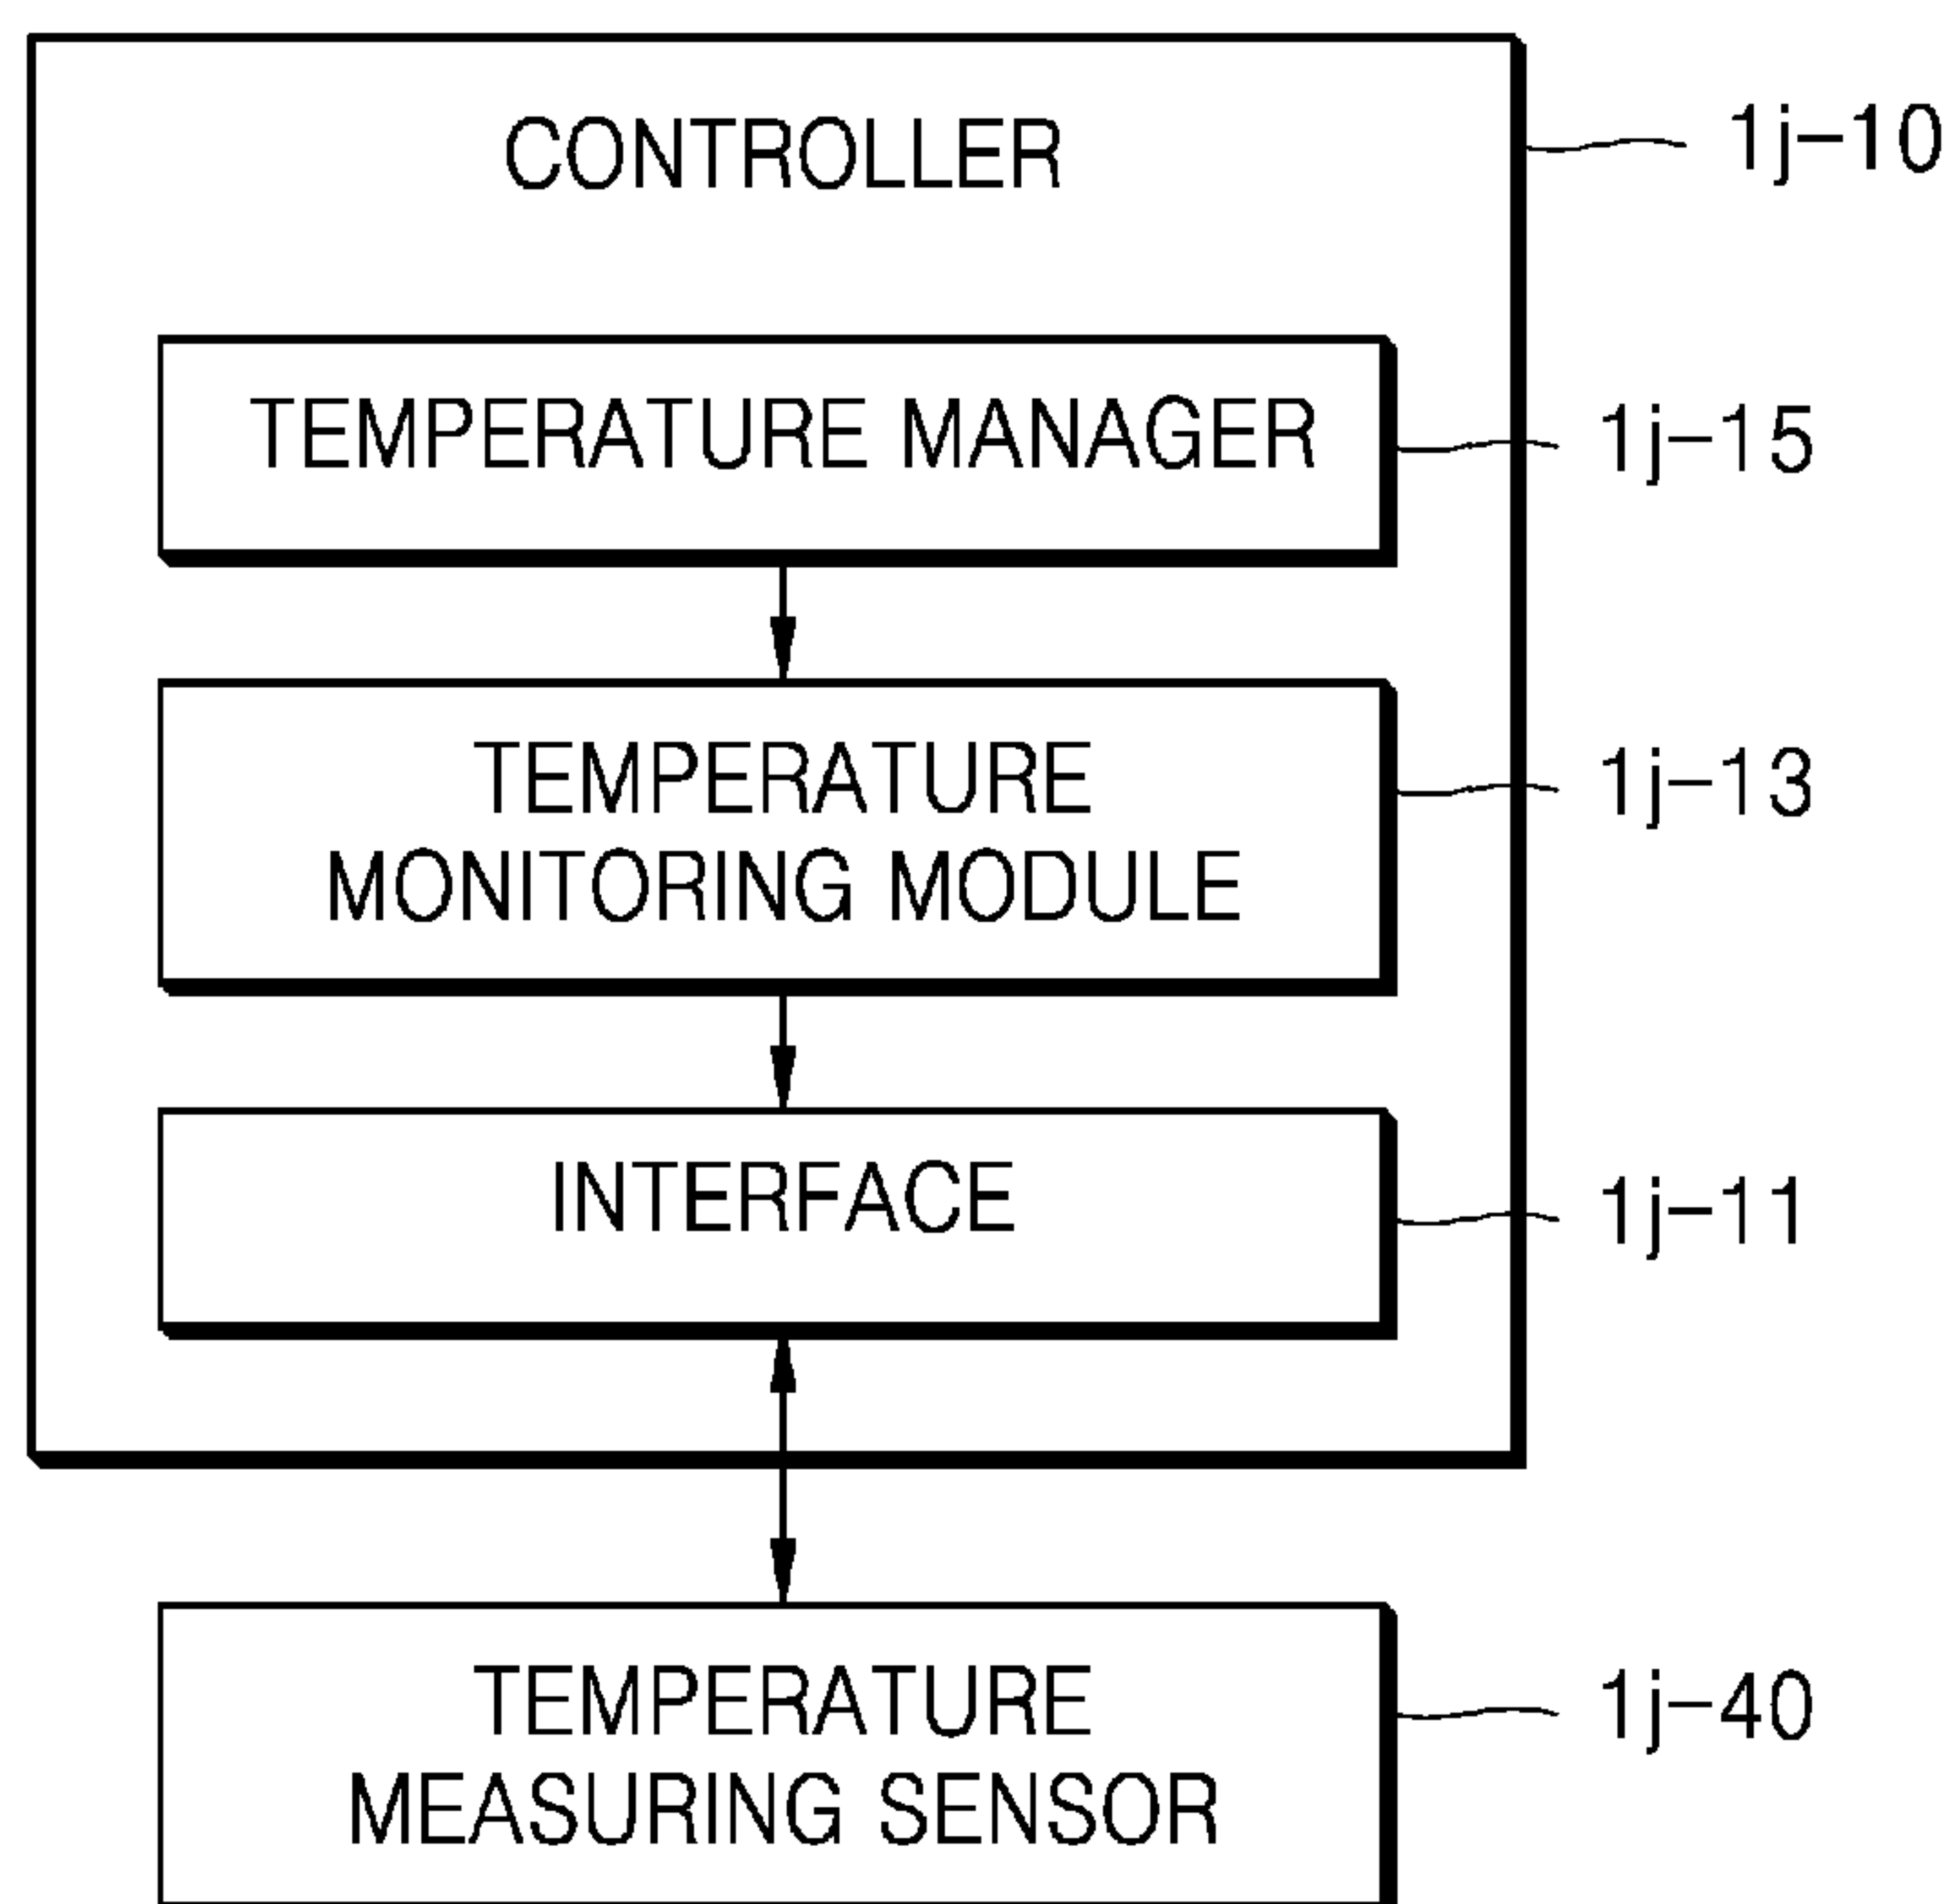 CONTROLLER
1j-10
TEMPERATURE MANAGER
1j-15
TEMPERATURE
MONITORING MODULE
1j-13
INTERFACE
1j-11
TEMPERATURE
MEASURING SENSOR
1j-40